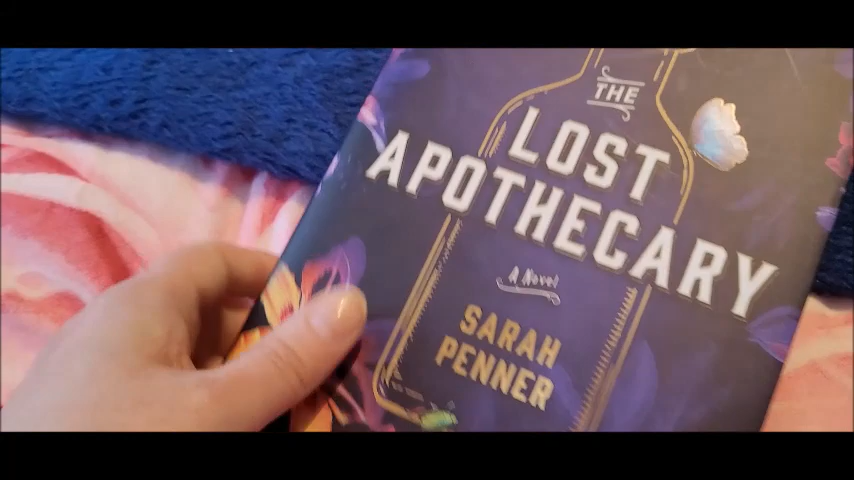 THE
LOST
APOTHECARY
A Novel
SARAH
PENNER